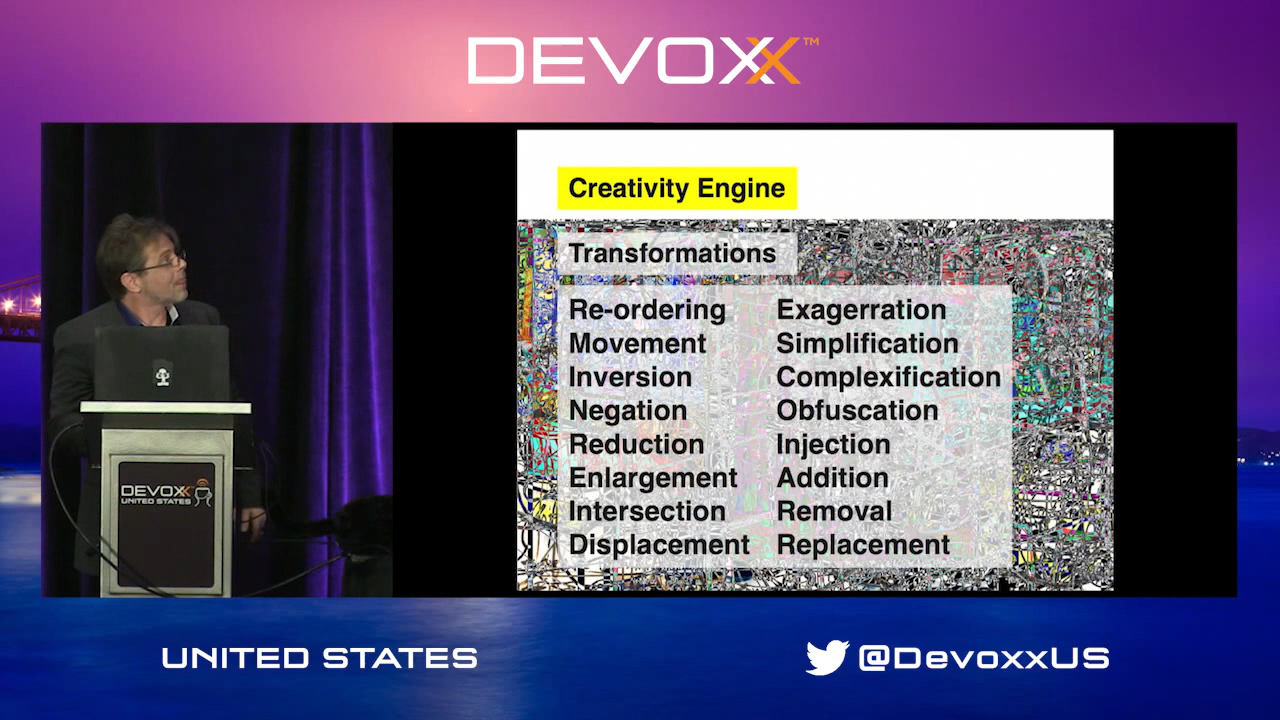 DEVOXX™
Creativity Engine
Transformations
Re-ordering
Movement
Inversion
Negation
Reduction
Enlargement
Intersection
Displacement
Exagerration
Simplification
Complexification
Obfuscation
Injection
Addition
Removal
Replacement
DEVOXX
UNITED STATES
UNITED STATES
@DevoxxUS